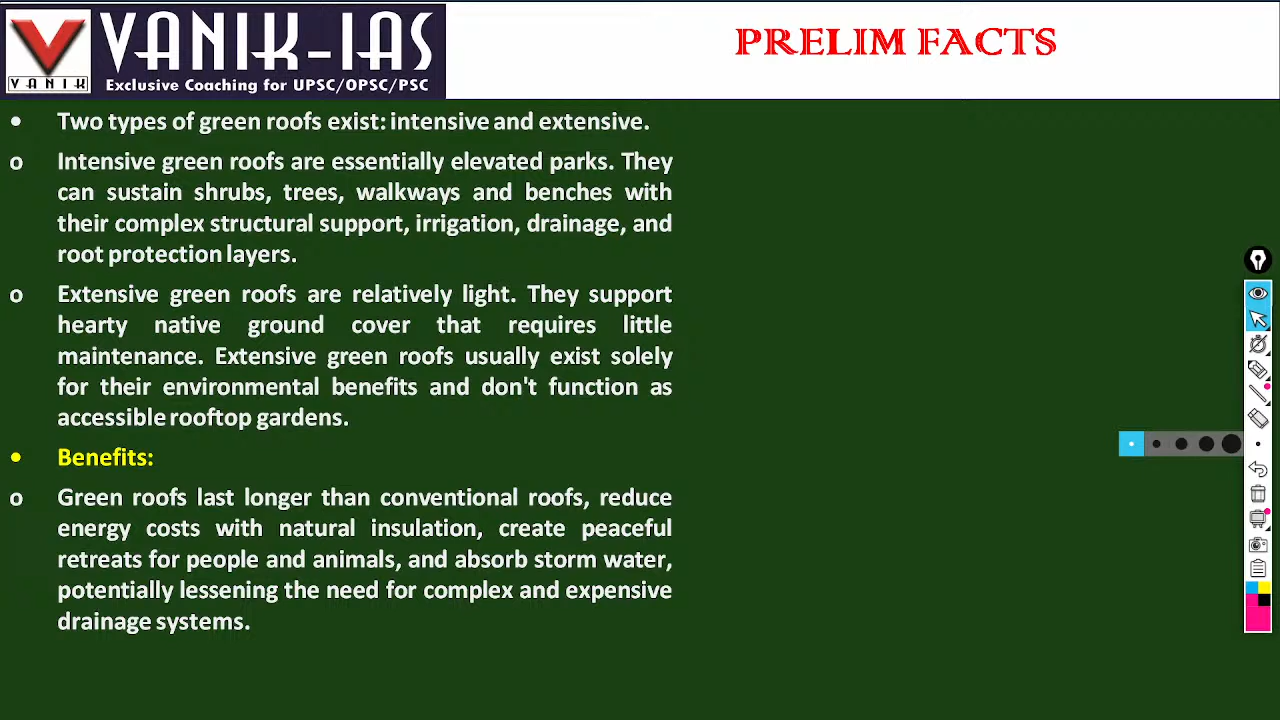 VANIK-IAS
VANIK
Exclusive Coaching for UPSC/OPSC/PSC
PRELIM FACTS
• Two types of green roofs exist: intensive and extensive.
o Intensive green roofs are essentially elevated parks. They
can sustain shrubs, trees, walkways and benches with
their complex structural support, irrigation, drainage, and
root protection layers.
o Extensive green roofs are relatively light. They support
hearty native ground cover that requires little
maintenance. Extensive green roofs usually exist solely
for their environmental benefits and don't function as
accessible rooftop gardens.
• Benefits:
o Green roofs last longer than conventional roofs, reduce
energy costs with natural insulation, create peaceful
retreats for people and animals, and absorb storm water,
potentially lessening the need for complex and expensive
drainage systems.